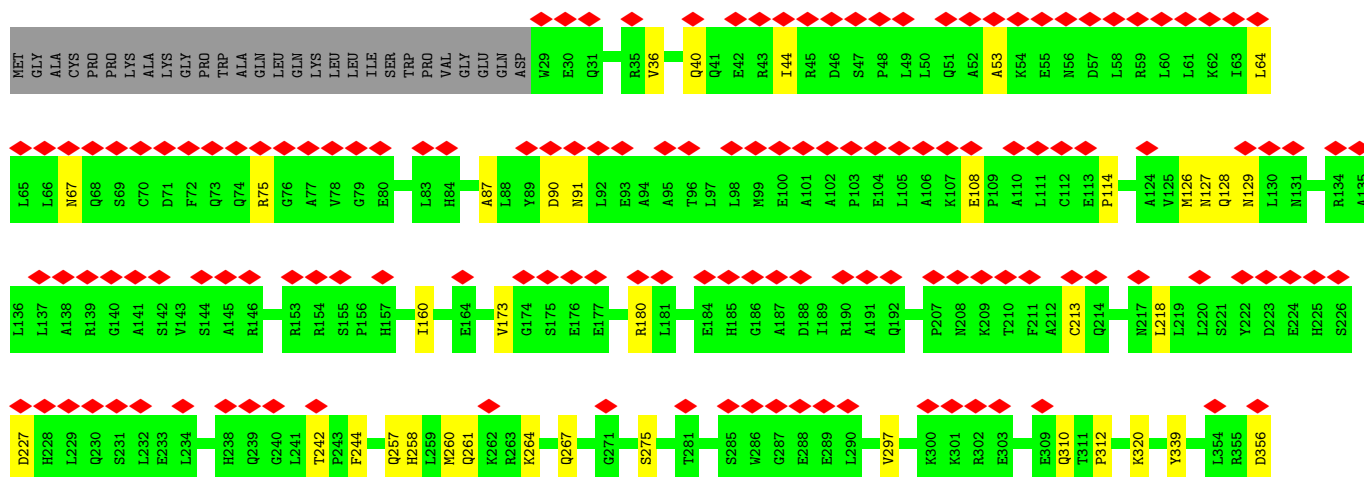 MET GLY ALA CYS PRO PRO LYS ALA LYS GLY PRO TRP ALA GLN LEU GLN LYS LEU LEU ILE SER TRP PRO VAL GLY GLU GLN ASP W29 E30 Q31 R35 V36 Q40 Q41 E42 R43 I44 R45 D46 S47 P48 L49 L50 Q51 A52 A53 K54 E55 N56 D57 L58 R59 L60 L61 K62 I63 L64
L65 L66 N67 Q68 S69 C70 D71 F72 Q73 Q74 R75 G76 A77 V78 G79 E80 L83 H84 A87 L88 Y89 D90 N91 L92 E93 A94 A95 T96 L97 L98 M99 E100 A101 A102 P103 E104 L105 A106 K107 E108 P109 A110 L111 C112 E113 P114 A124 V125 M126 N127 Q128 N129 L130 N131 R134 A135
L136 L137 A138 R139 G140 A141 S142 V143 S144 A145 R146 R153 R154 S155 P156 H157 I160 E164 V173 G174 S175 E176 E177 R180 L181 E184 H185 G186 A187 D188 I189 R190 A191 Q192 P207 N208 K209 T210 F211 A212 C213 Q214 N217 L218 L219 L220 S221 Y222 D223 E224 H225 S226
D227 H228 L229 Q230 S231 L232 E233 L234 H238 Q239 G240 L241 T242 P243 F244 Q257 H258 L259 M260 Q261 K262 R263 K264 Q267 G271 S275 T281 S285 W286 G287 E288 E289 L290 V297 K300 K301 R302 E303 E309 Q310 T311 P312 K320 Y339 L354 R355 D356